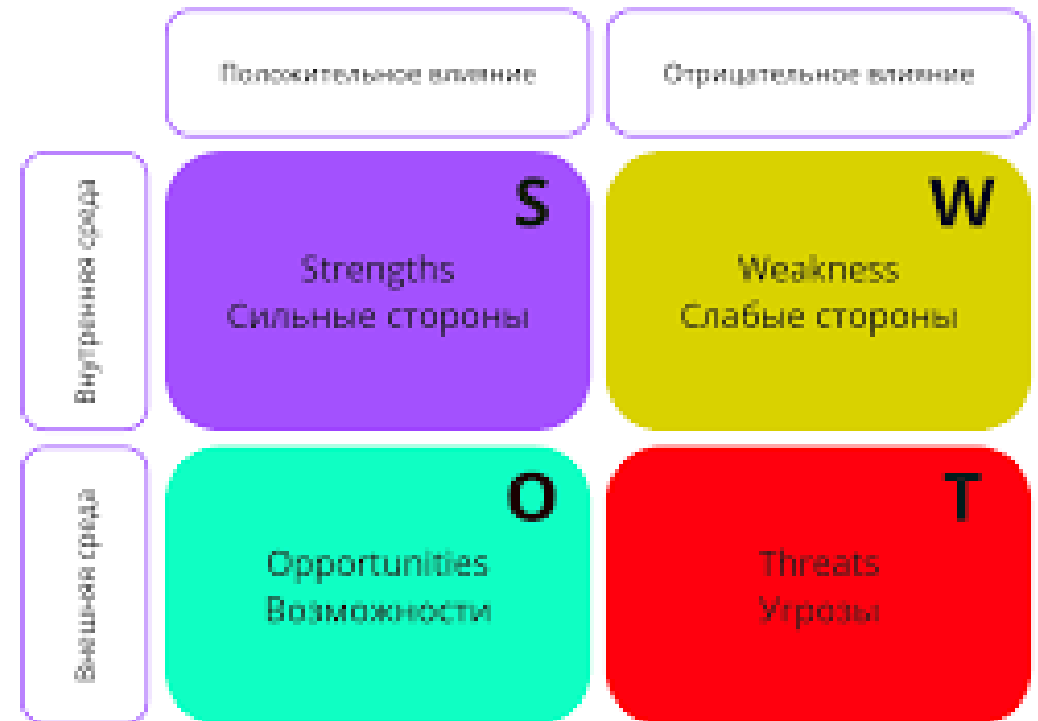 Положительное влияние
Отрицательное влияние
Внутренняя среда
S
Strengths
Сильные стороны
W
Weakness
Слабые стороны
Внешняя среда
O
Opportunities
Возможности
T
Threats
Угрозы